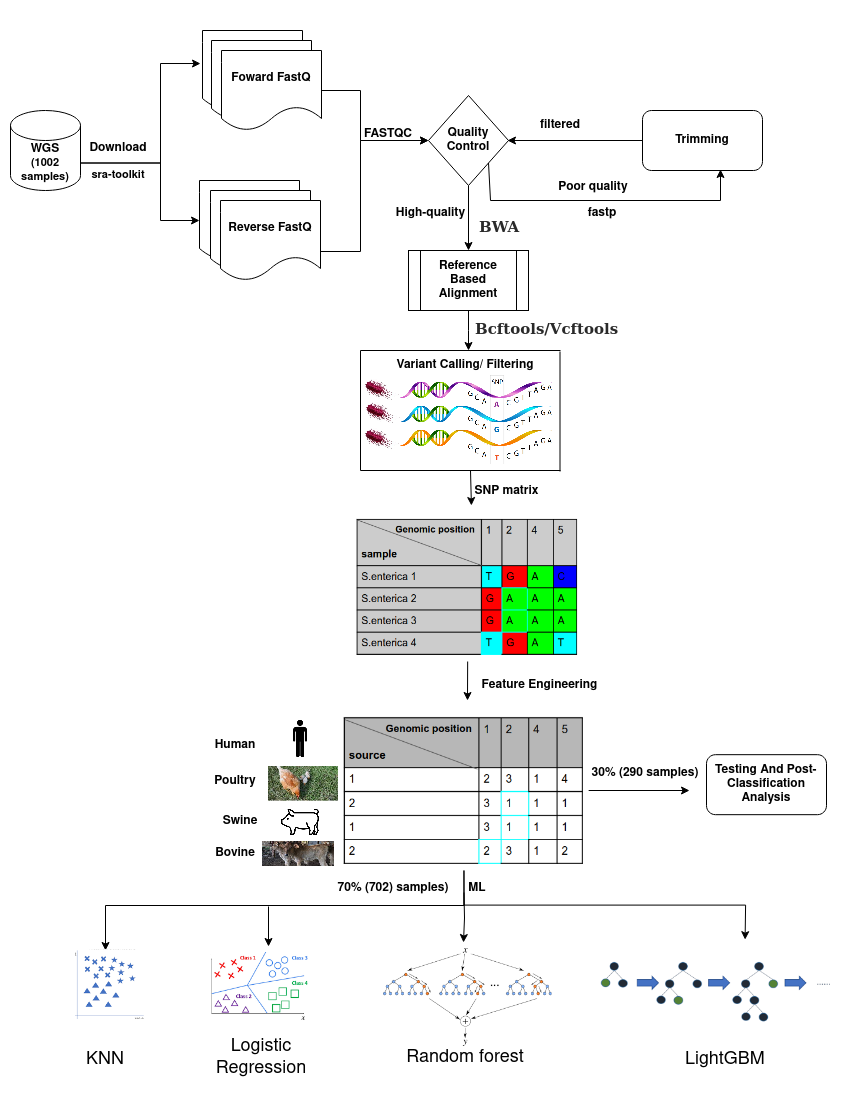 WGS
(1002
samples)
Download
sra-toolkit
Foward FastQ
Reverse FastQ
FASTQC
Quality
Control
filtered
Trimming
Poor quality
fastp
High-quality
BWA
Reference
Based
Alignment
Bcftools/Vcftools
Variant Calling/ Filtering
SNP
G C A A C G T T A G A
G C A G C G T T A G A
G C A T C G T T A G A
SNP matrix
Genomic position 1 2 4 5
sample
S.enterica 1 T G A C
S.enterica 2 G A A A
S.enterica 3 G A A A
S.enterica 4 T G A T
Feature Engineering
Human
Poultry
Swine
Bovine
Genomic position 1 2 4 5
source
1 2 3 1 4
2 3 1 1 1
1 3 1 1 1
2 2 3 1 2
30% (290 samples)
Testing And Post-
Classification
Analysis
70% (702) samples)
ML
KNN
Class 1
Class 3
Class 2
Class 4
x
Logistic
Regression
x
...
+
y
Random forest
.......
LightGBM